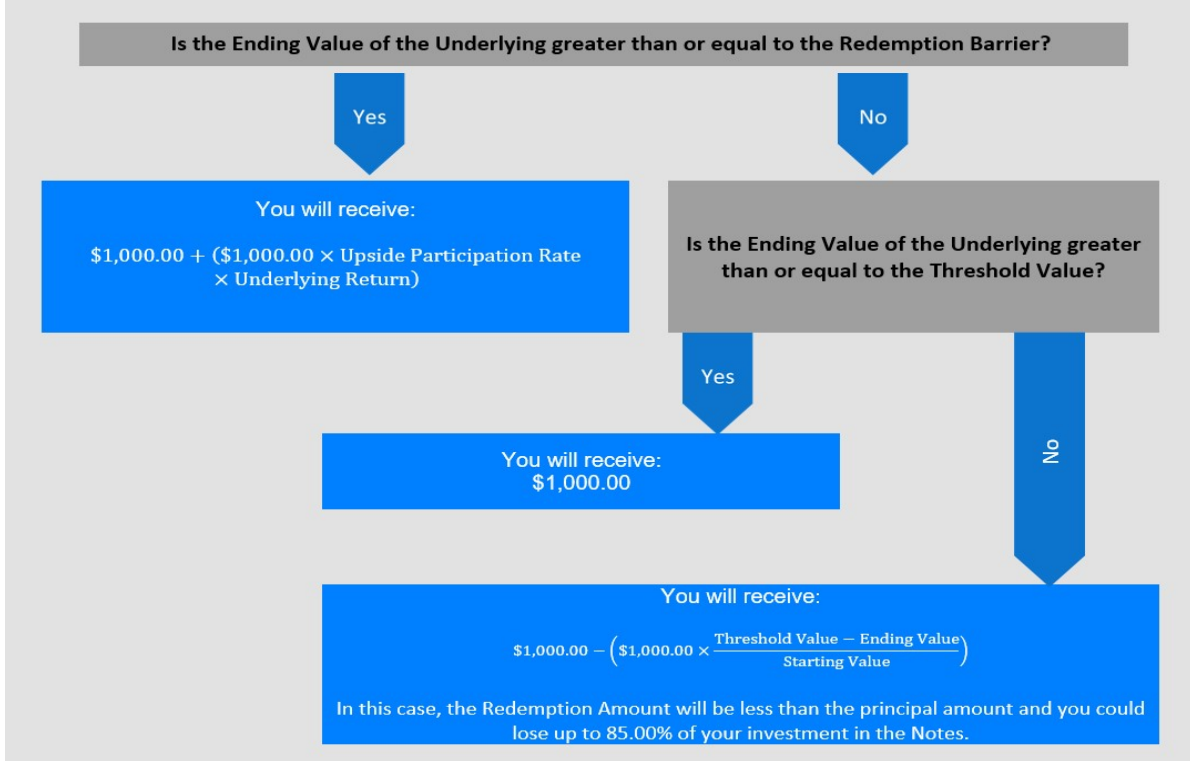 Is the Ending Value of the Underlying greater than or equal to the Redemption Barrier?
Yes
No
You will receive:
$1,000.00 + ($1,000.00 × Upside Participation Rate
× Underlying Return)
Is the Ending Value of the Underlying greater
than or equal to the Threshold Value?
Yes
No
You will receive:
$1,000.00
You will receive:
$1,000.00 − ($1,000.00 × Threshold Value − Ending Value
Starting Value)
In this case, the Redemption Amount will be less than the principal amount and you could
lose up to 85.00% of your investment in the Notes.